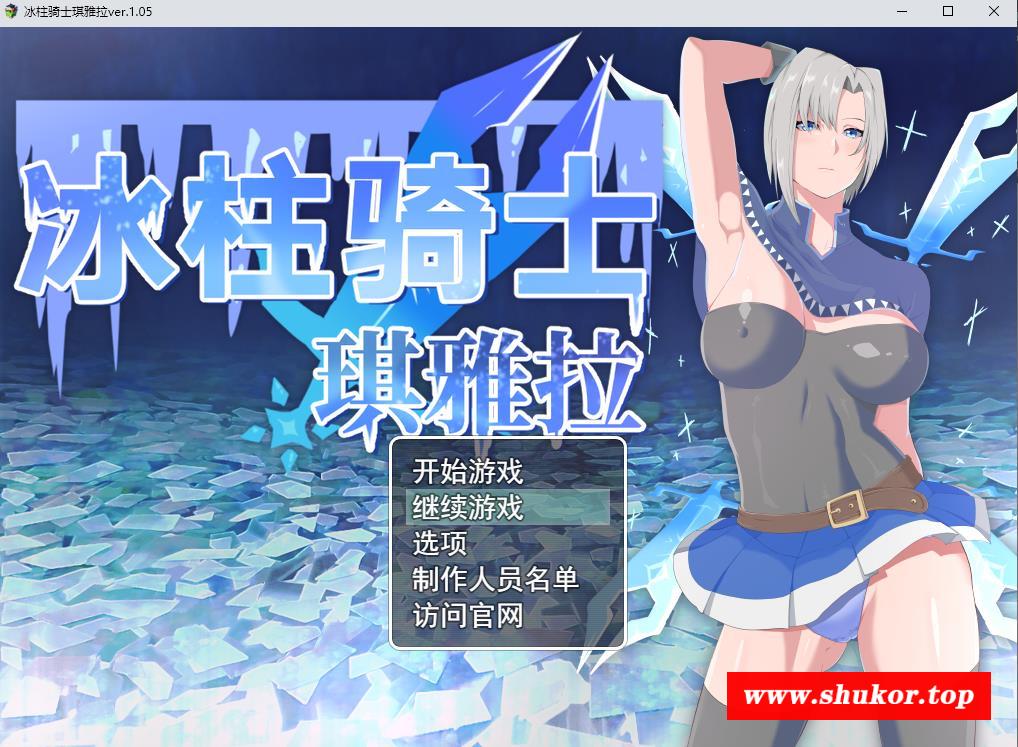 冰柱骑士琪雅拉ver.1.05
冰柱骑士
琪雅拉
开始游戏
继续游戏
选项
制作人员名单
访问官网
www.shukor.top